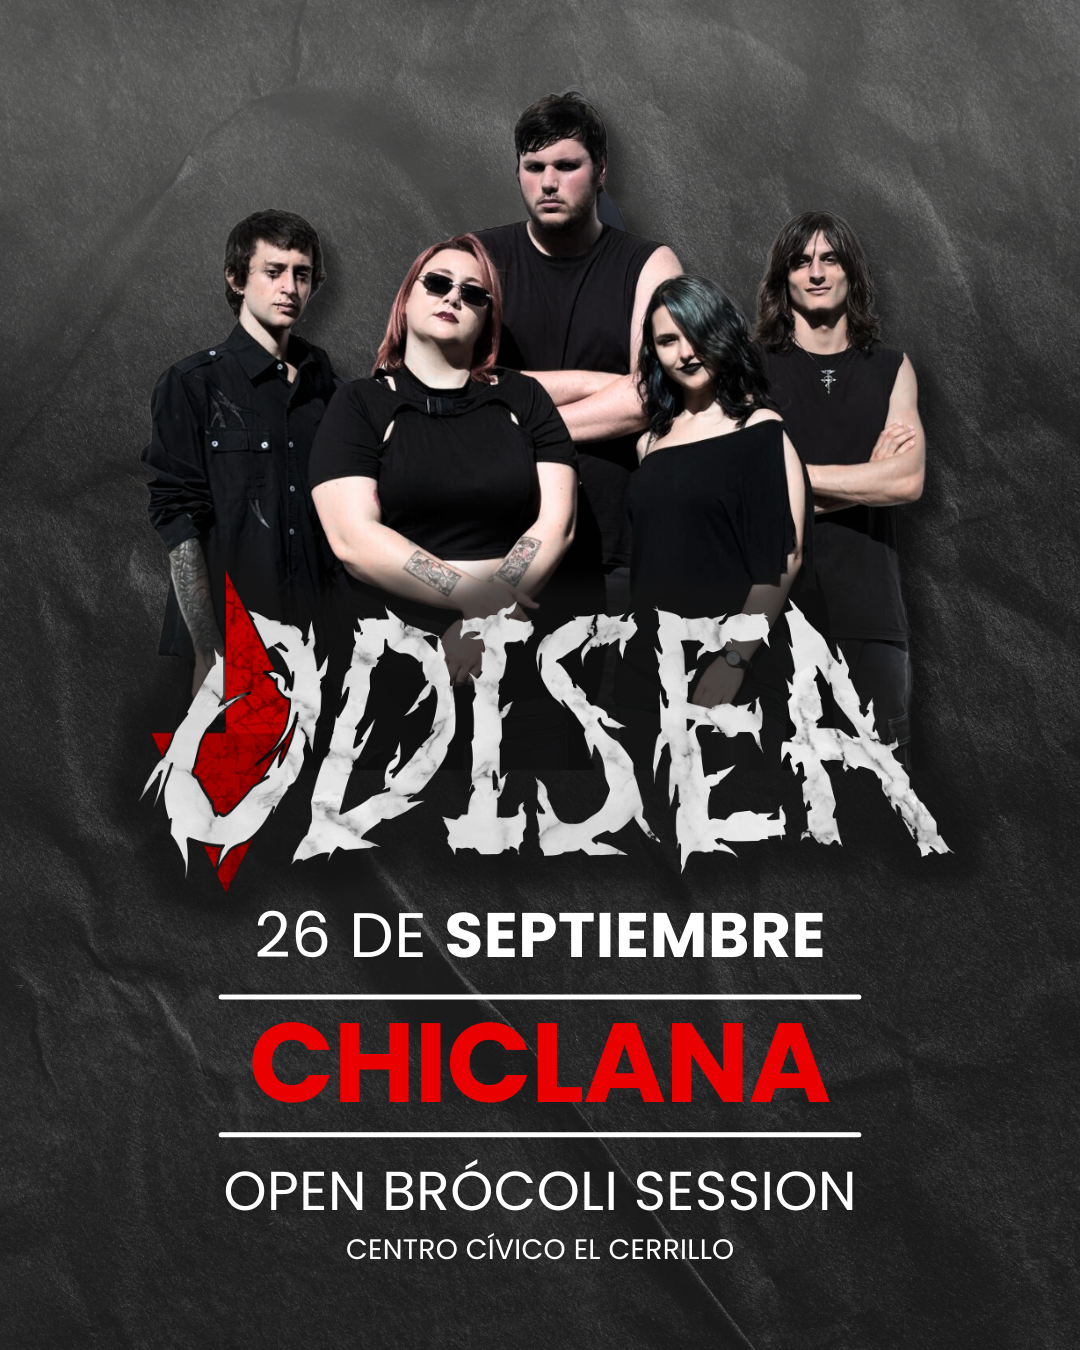 ODISEA
26 DE SEPTIEMBRE
CHICLANA
OPEN BRÓCOLI SESSION
CENTRO CÍVICO EL CERRILLO